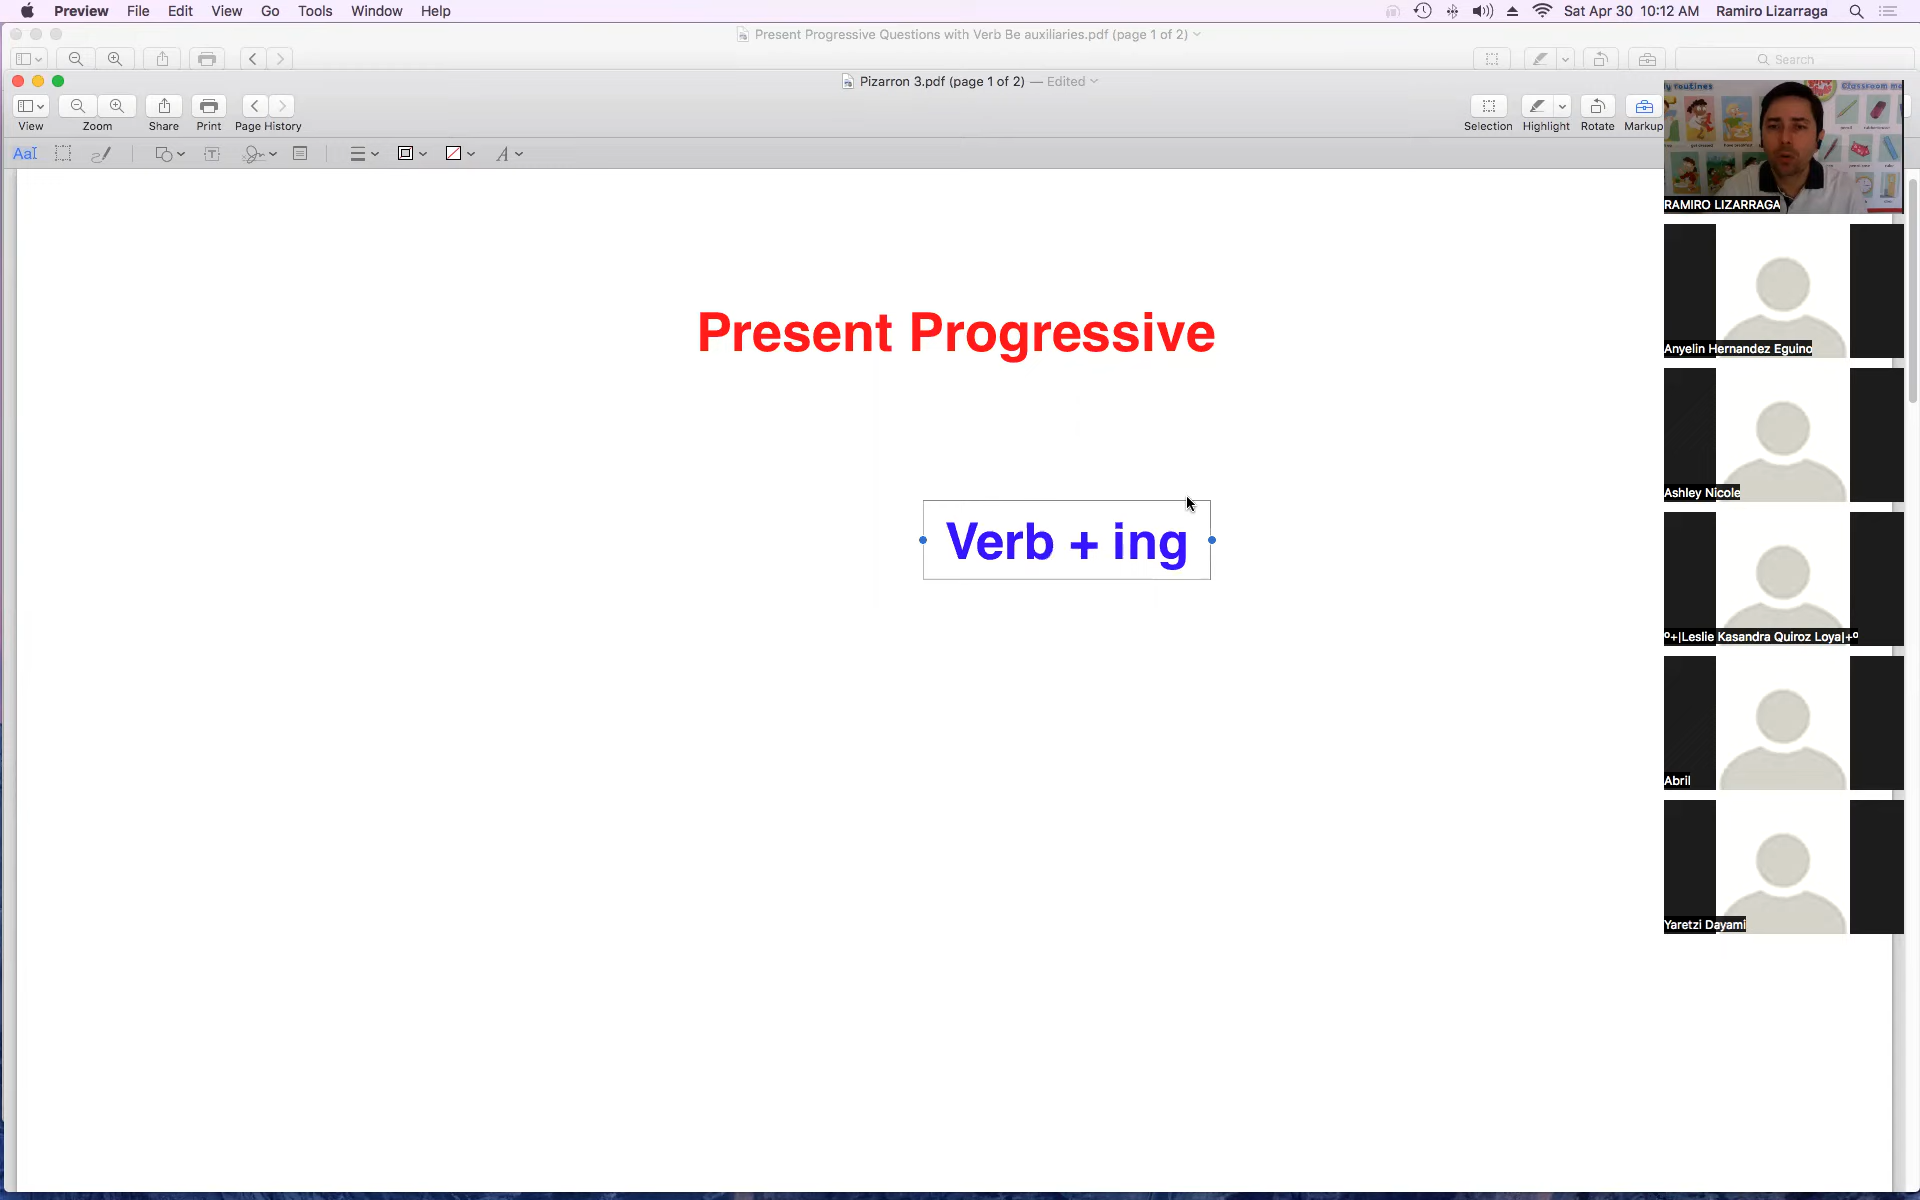 Preview File Edit View Go Tools Window Help Sat Apr 30 10:12 AM Ramiro Lizarraga
Present Progressive Questions with Verb Be auxiliaries.pdf (page 1 of 2)
Search
Pizarron 3.pdf (page 1 of 2) — Edited
View Zoom Share Print Page History Selection Highlight Rotate Markup
AaI T A
Present Progressive
Verb + ing
RAMIRO LIZARRAGA
Anyelin Hernandez Eguino
Ashley Nicole
º+|Leslie Kasandra Quiroz Loya|+º
Abril
Yaretzi Dayami